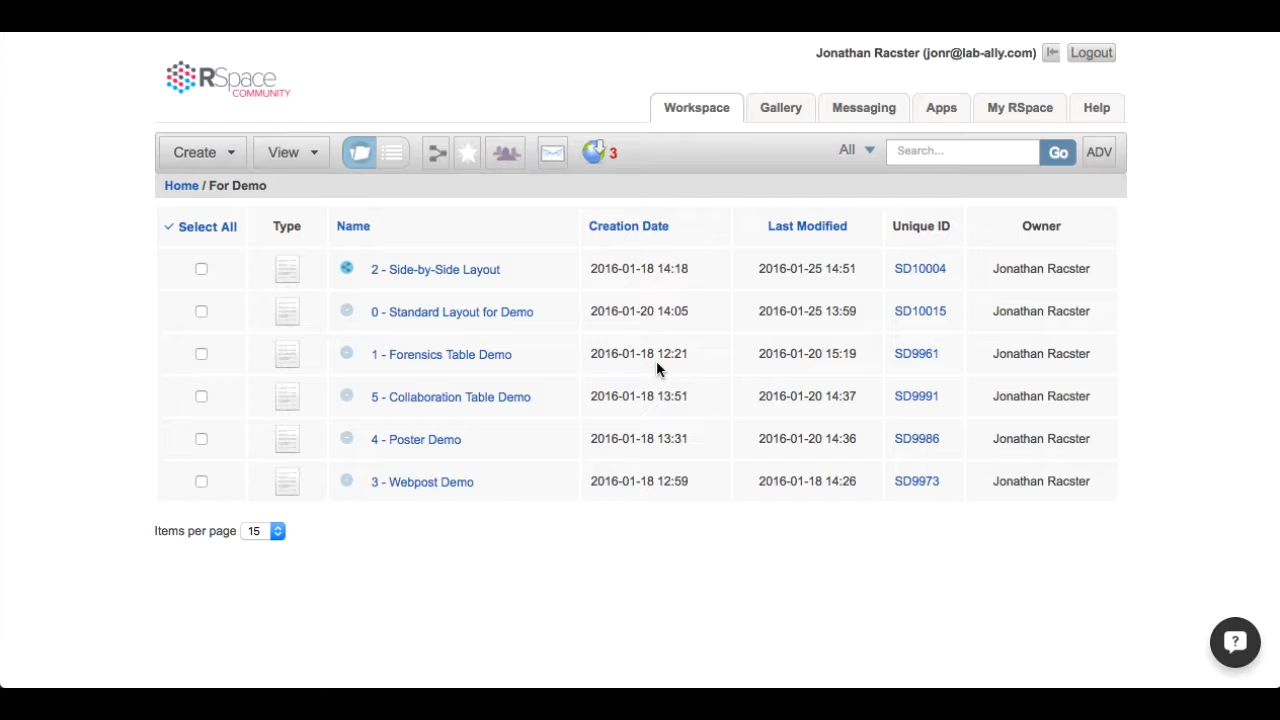 Jonathan Racster (jonr@lab-ally.com) Logout
RSpace
COMMUNITY
Workspace Gallery Messaging Apps My RSpace Help
Create View 3 All Search... Go ADV
Home / For Demo
✓ Select All Type Name Creation Date Last Modified Unique ID Owner
2 - Side-by-Side Layout 2016-01-18 14:18 2016-01-25 14:51 SD10004 Jonathan Racster
0 - Standard Layout for Demo 2016-01-20 14:05 2016-01-25 13:59 SD10015 Jonathan Racster
1 - Forensics Table Demo 2016-01-18 12:21 2016-01-20 15:19 SD9961 Jonathan Racster
5 - Collaboration Table Demo 2016-01-18 13:51 2016-01-20 14:37 SD9991 Jonathan Racster
4 - Poster Demo 2016-01-18 13:31 2016-01-20 14:36 SD9986 Jonathan Racster
3 - Webpost Demo 2016-01-18 12:59 2016-01-18 14:26 SD9973 Jonathan Racster
Items per page 15
?